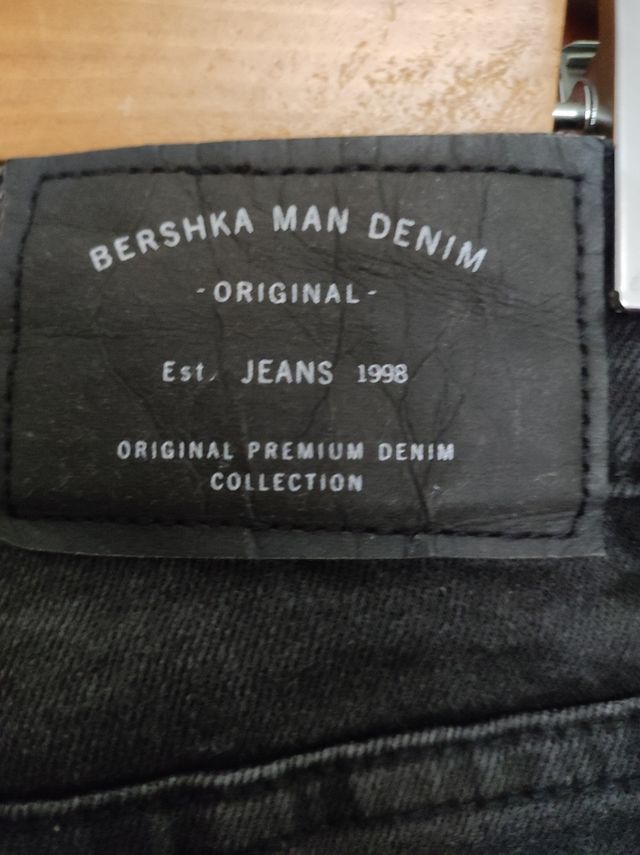 BERSHKA MAN DENIM
-ORIGINAL-
Est. JEANS 1998
ORIGINAL PREMIUM DENIM
COLLECTION